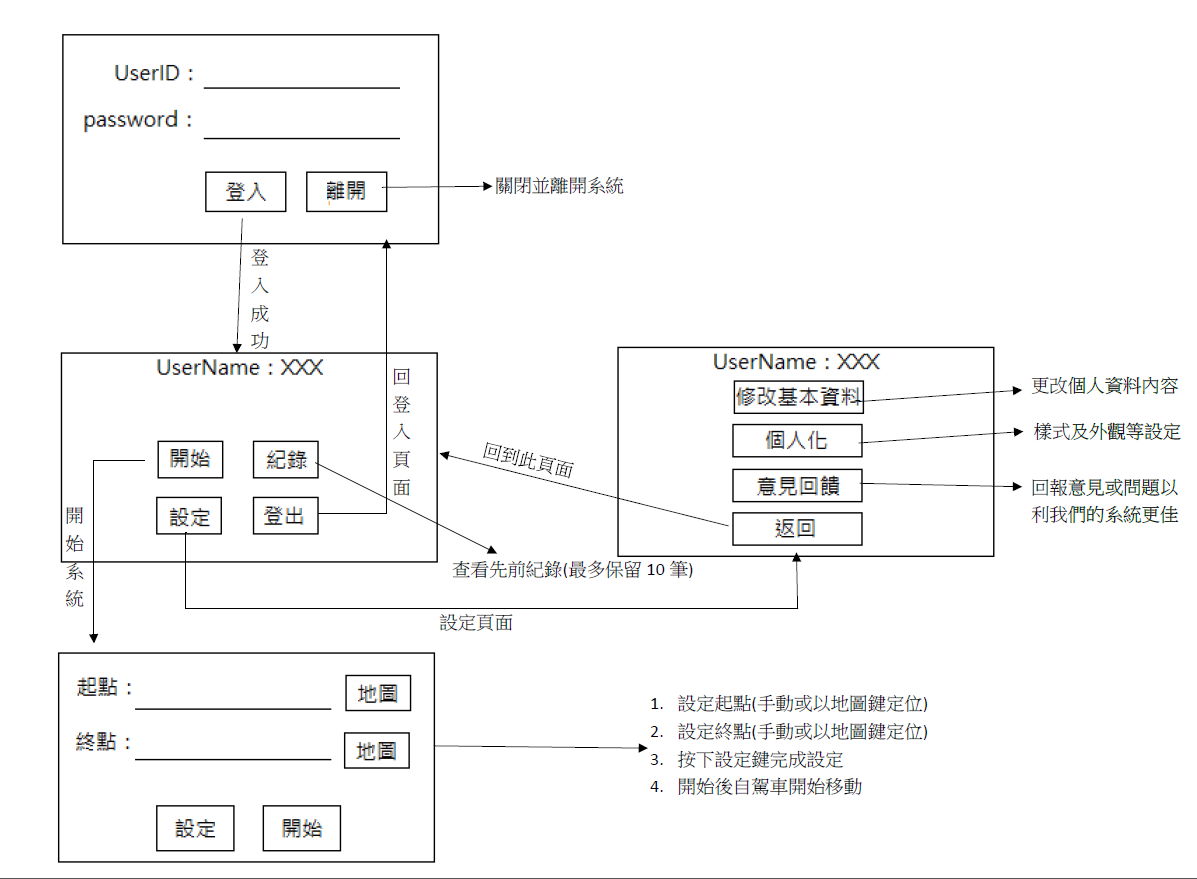 UserID：
password：
登入
離開
關閉並離開系統
登入成功
回登入頁面
UserName：XXX
開始
紀錄
設定
登出
開始系統
查看先前紀錄(最多保留 10 筆)
設定頁面
回到此頁面
UserName：XXX
修改基本資料
個人化
意見回饋
返回
更改個人資料內容
樣式及外觀等設定
回報意見或問題以
利我們的系統更佳
起點：
地圖
終點：
地圖
設定
開始
1. 設定起點(手動或以地圖鍵定位)
2. 設定終點(手動或以地圖鍵定位)
3. 按下設定鍵完成設定
4. 開始後自駕車開始移動